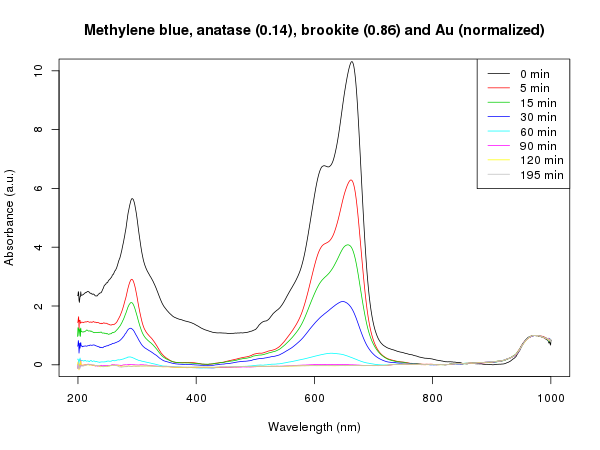 Methylene blue, anatase (0.14), brookite (0.86) and Au (normalized)
Absorbance (a.u.)
10
8
6
4
2
0
200
400
600
800
1000
Wavelength (nm)
0 min
5 min
15 min
30 min
60 min
90 min
120 min
195 min